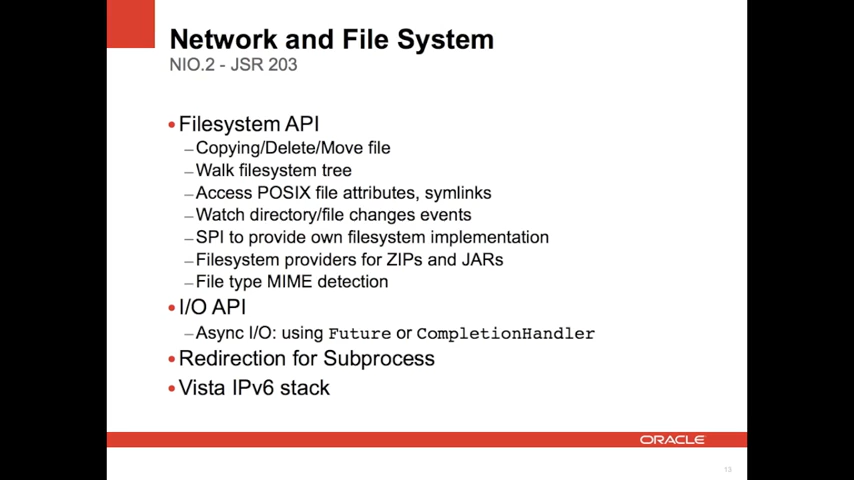 Network and File System
NIO.2 - JSR 203
•Filesystem API
–Copying/Delete/Move file
–Walk filesystem tree
–Access POSIX file attributes, symlinks
–Watch directory/file changes events
–SPI to provide own filesystem implementation
–Filesystem providers for ZIPs and JARs
–File type MIME detection
•I/O API
–Async I/O: using Future or CompletionHandler
•Redirection for Subprocess
•Vista IPv6 stack
ORACLE
13